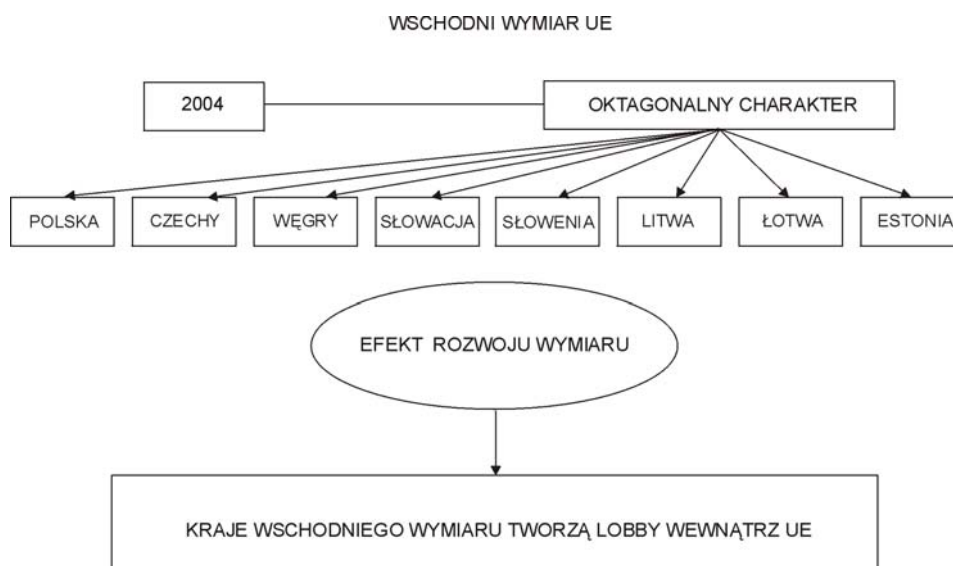 WSCHODNI WYMIAR UE
2004
OKTAGONALNY CHARAKTER
POLSKA
CZECHY
WĘGRY
SŁOWACJA
SŁOWENIA
LITWA
ŁOTWA
ESTONIA
EFEKT ROZWOJU WYMIARU
KRAJE WSCHODNIEGO WYMIARU TWORZĄ LOBBY WEWNĄTRZ UE